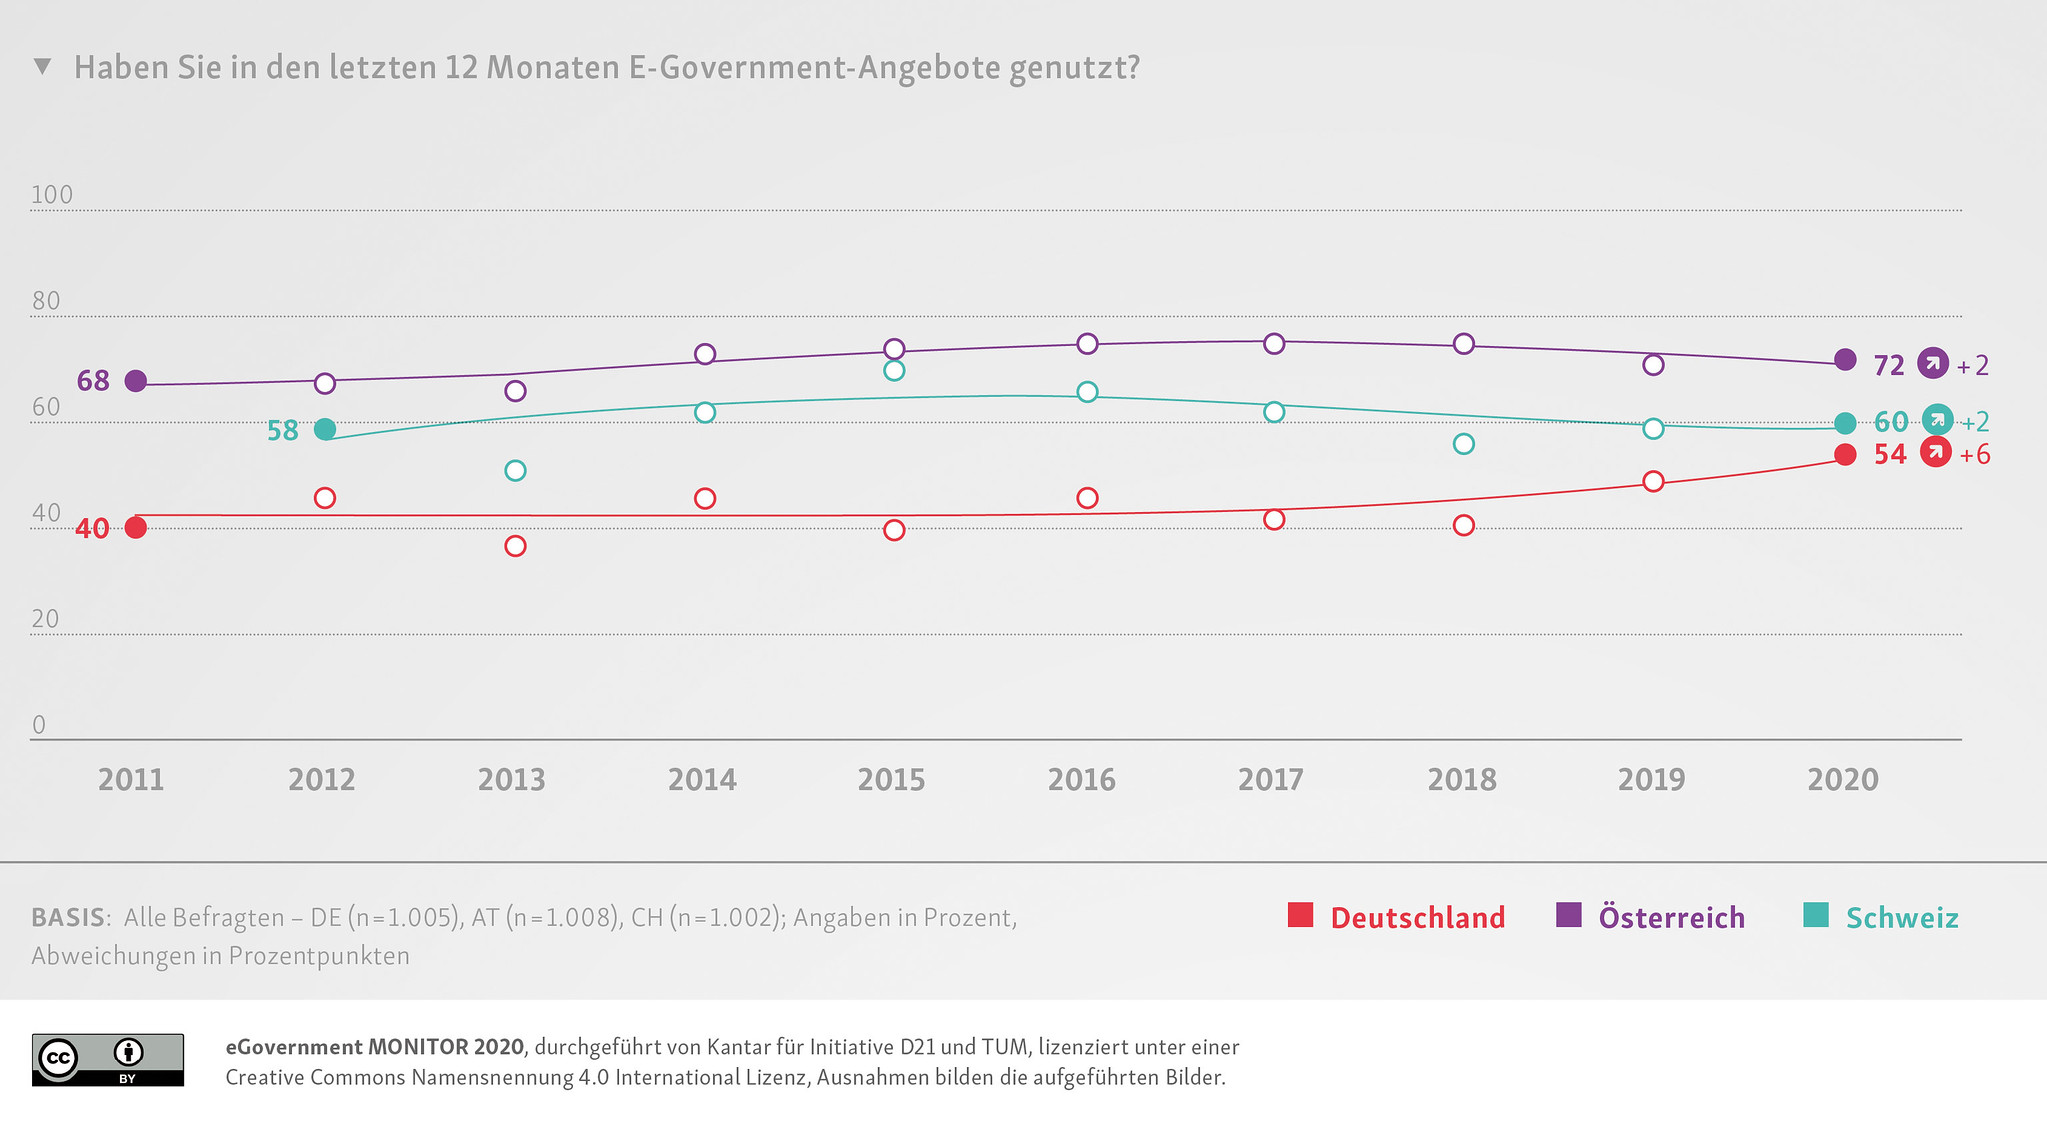 ▼ Haben Sie in den letzten 12 Monaten E-Government-Angebote genutzt?
100
80
68
72 +2
60
58
60 +2
54 +6
40
40
20
0
2011 2012 2013 2014 2015 2016 2017 2018 2019 2020
BASIS: Alle Befragten – DE (n=1.005), AT (n=1.008), CH (n=1.002); Angaben in Prozent,
Abweichungen in Prozentpunkten
Deutschland Österreich Schweiz
cc BY
eGovernment MONITOR 2020, durchgeführt von Kantar für Initiative D21 und TUM, lizenziert unter einer
Creative Commons Namensnennung 4.0 International Lizenz, Ausnahmen bilden die aufgeführten Bilder.